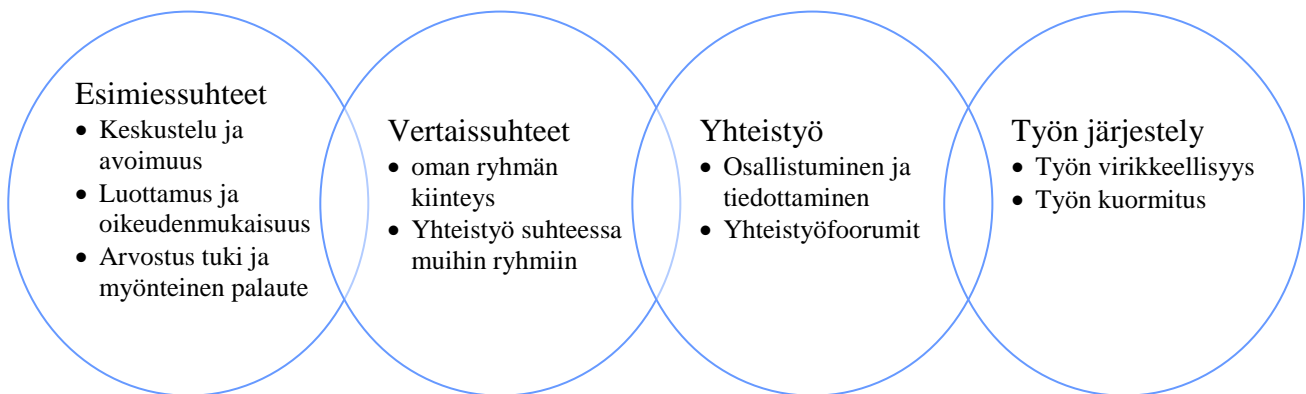 Esimiessuhteet
• Keskustelu ja
avoimuus
• Luottamus ja
oikeudenmukaisuus
• Arvostus tuki ja
myönteinen palaute
Vertaissuhteet
• oman ryhmän
kiinteys
• Yhteistyö suhteessa
muihin ryhmiin
Yhteistyö
• Osallistuminen ja
tiedottaminen
• Yhteistyöfoorumit
Työn järjestely
• Työn virikkeellisyys
• Työn kuormitus